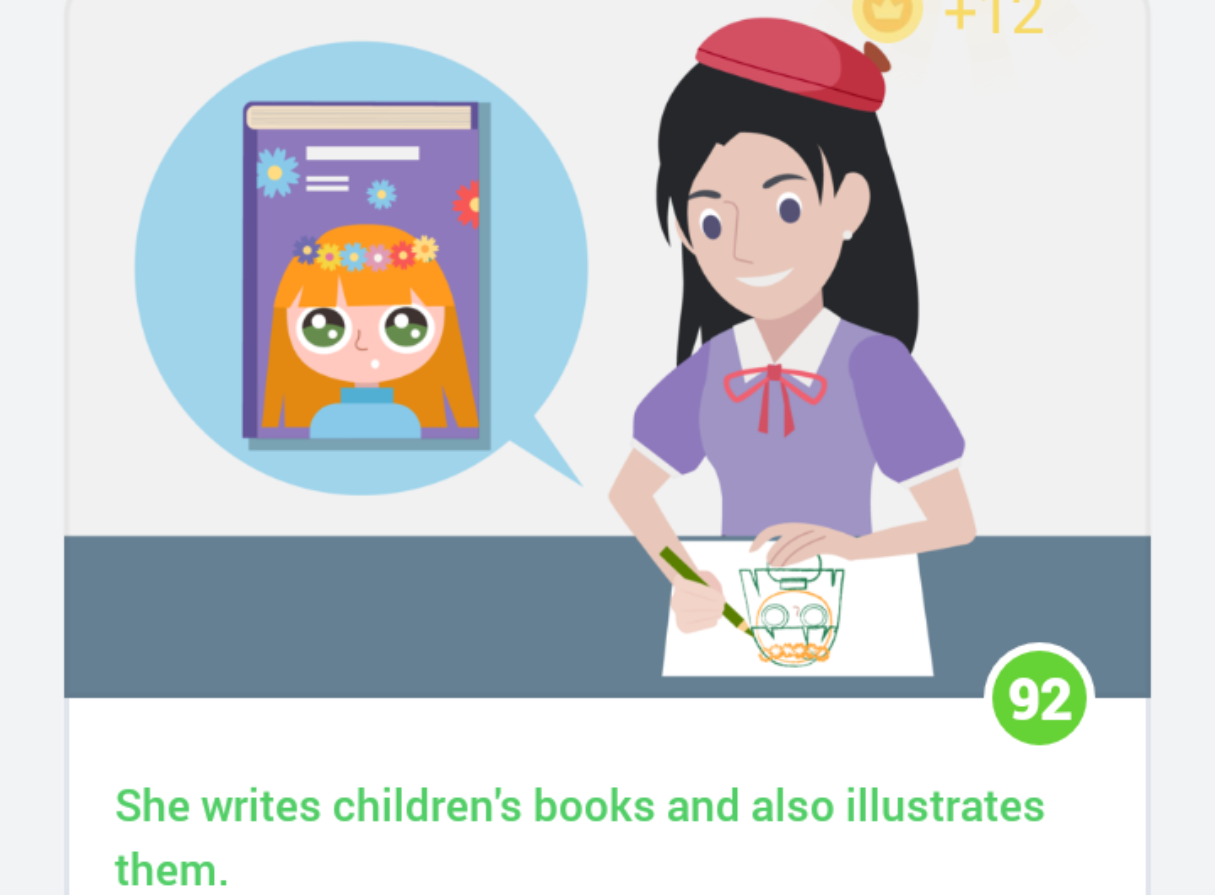 +12
92
She writes children's books and also illustrates
them.